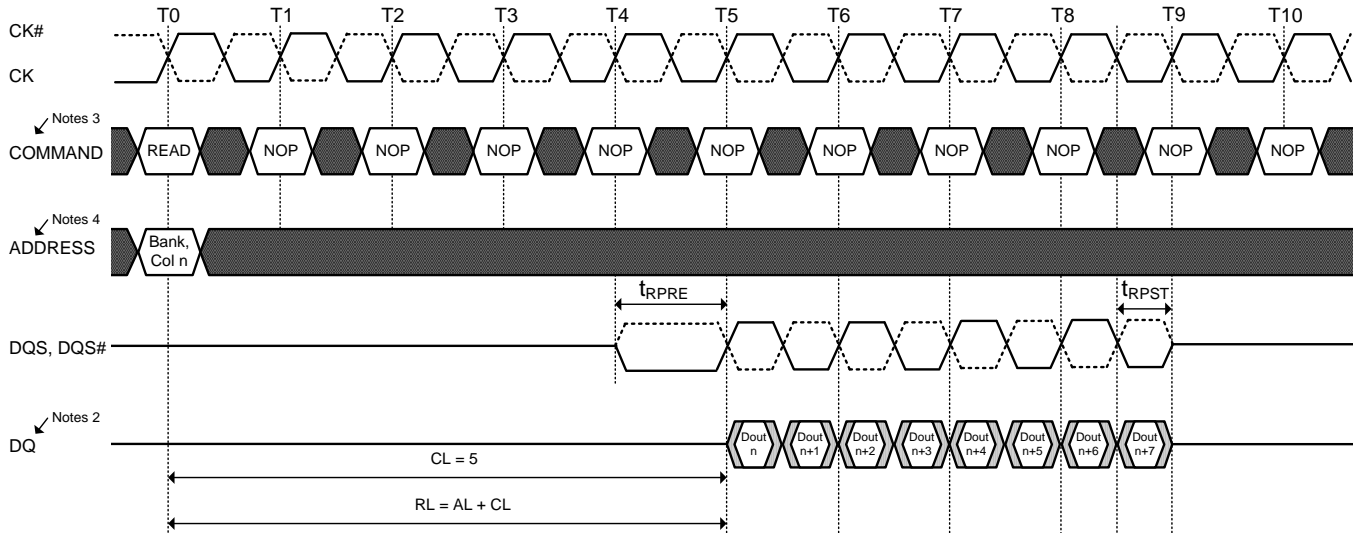 T0 T1 T2 T3 T4 T5 T6 T7 T8 T9 T10
CK#
CK
Notes 3
COMMAND READ NOP NOP NOP NOP NOP NOP NOP NOP NOP NOP
Notes 4
ADDRESS
Bank,
Col n
tRPRE tRPST
DQS, DQS#
Notes 2
DQ
Dout Dout Dout Dout Dout Dout Dout Dout
n n+1 n+2 n+3 n+4 n+5 n+6 n+7
CL = 5
RL = AL + CL